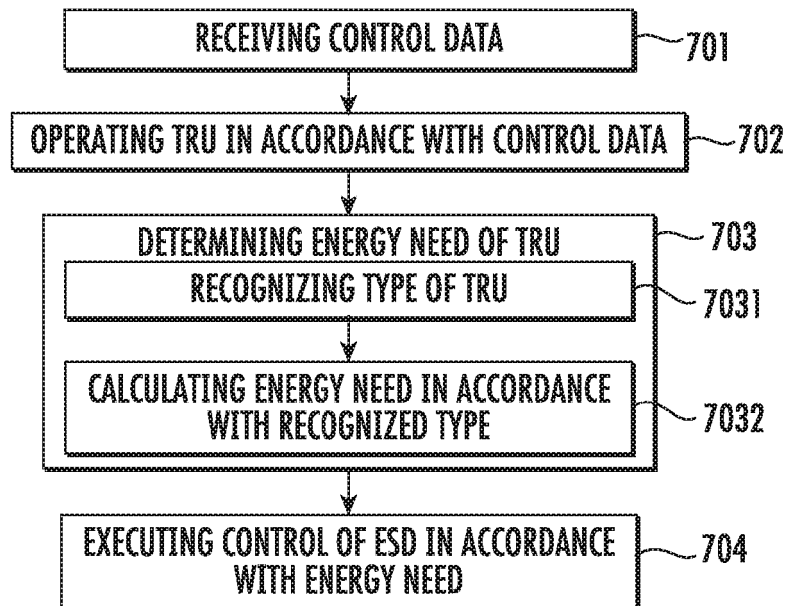 RECEIVING CONTROL DATA
701
OPERATING TRU IN ACCORDANCE WITH CONTROL DATA
702
DETERMINING ENERGY NEED OF TRU
703
RECOGNIZING TYPE OF TRU
7031
CALCULATING ENERGY NEED IN ACCORDANCE
WITH RECOGNIZED TYPE
7032
EXECUTING CONTROL OF ESD IN ACCORDANCE
WITH ENERGY NEED
704